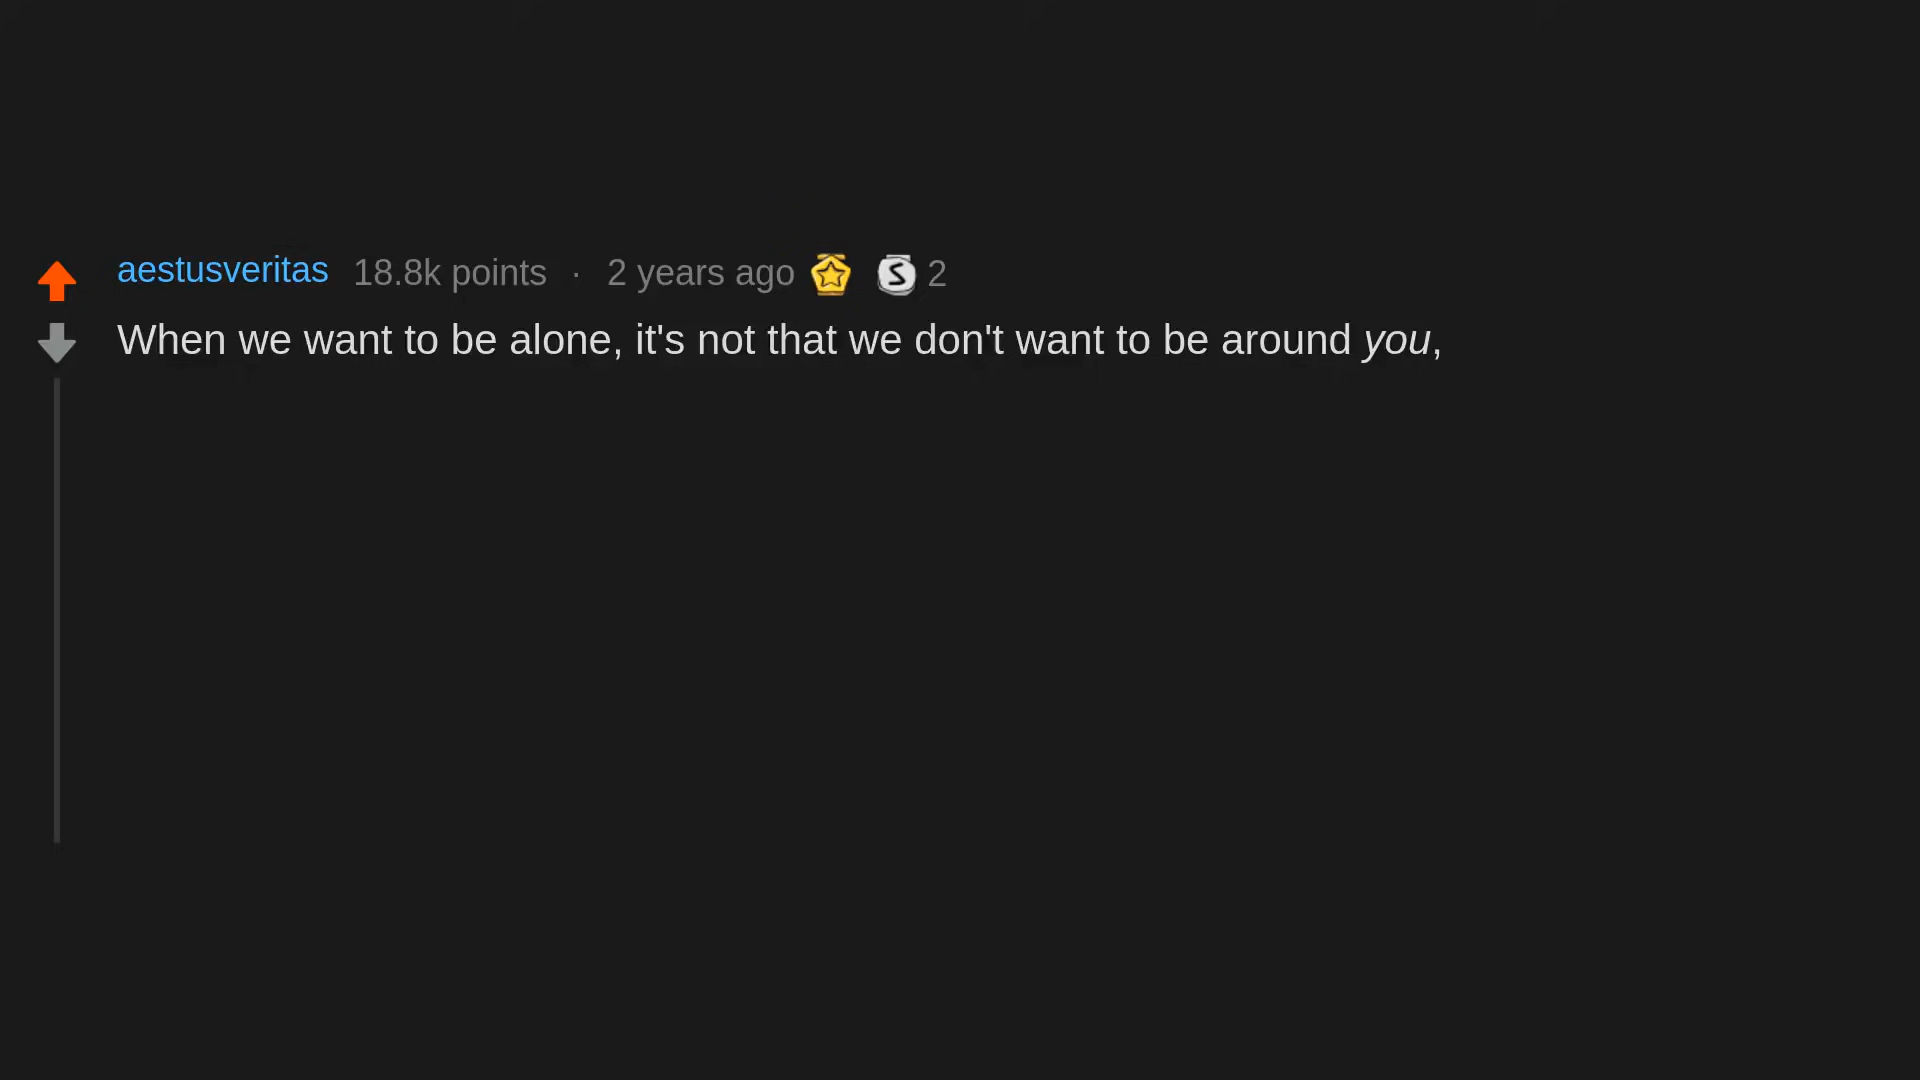 aestusveritas 18.8k points · 2 years ago S 2
When we want to be alone, it's not that we don't want to be around you,